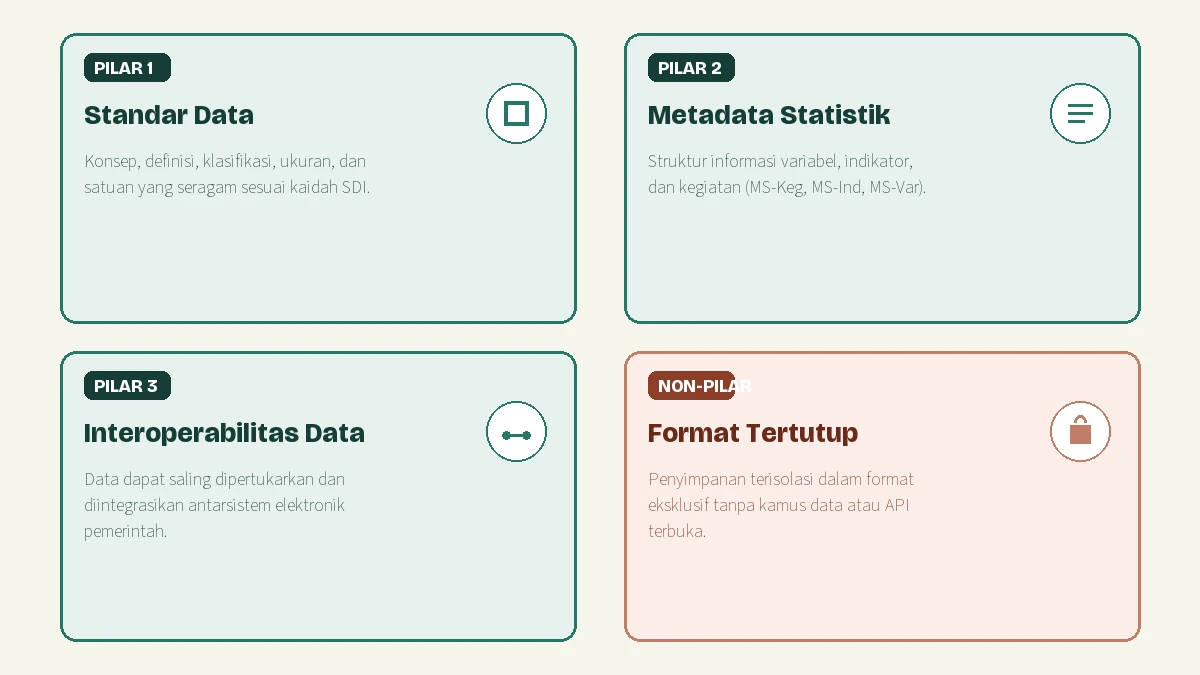 PILAR 1
Standar Data
Konsep, definisi, klasifikasi, ukuran, dan
satuan yang seragam sesuai kaidah SDI.
PILAR 2
Metadata Statistik
Struktur informasi variabel, indikator,
dan kegiatan (MS-Keg, MS-Ind, MS-Var).
PILAR 3
Interoperabilitas Data
Data dapat saling dipertukarkan dan
diintegrasikan antarsistem elektronik
pemerintah.
NON-PILAR
Format Tertutup
Penyimpanan terisolasi dalam format
eksklusif tanpa kamus data atau API
terbuka.